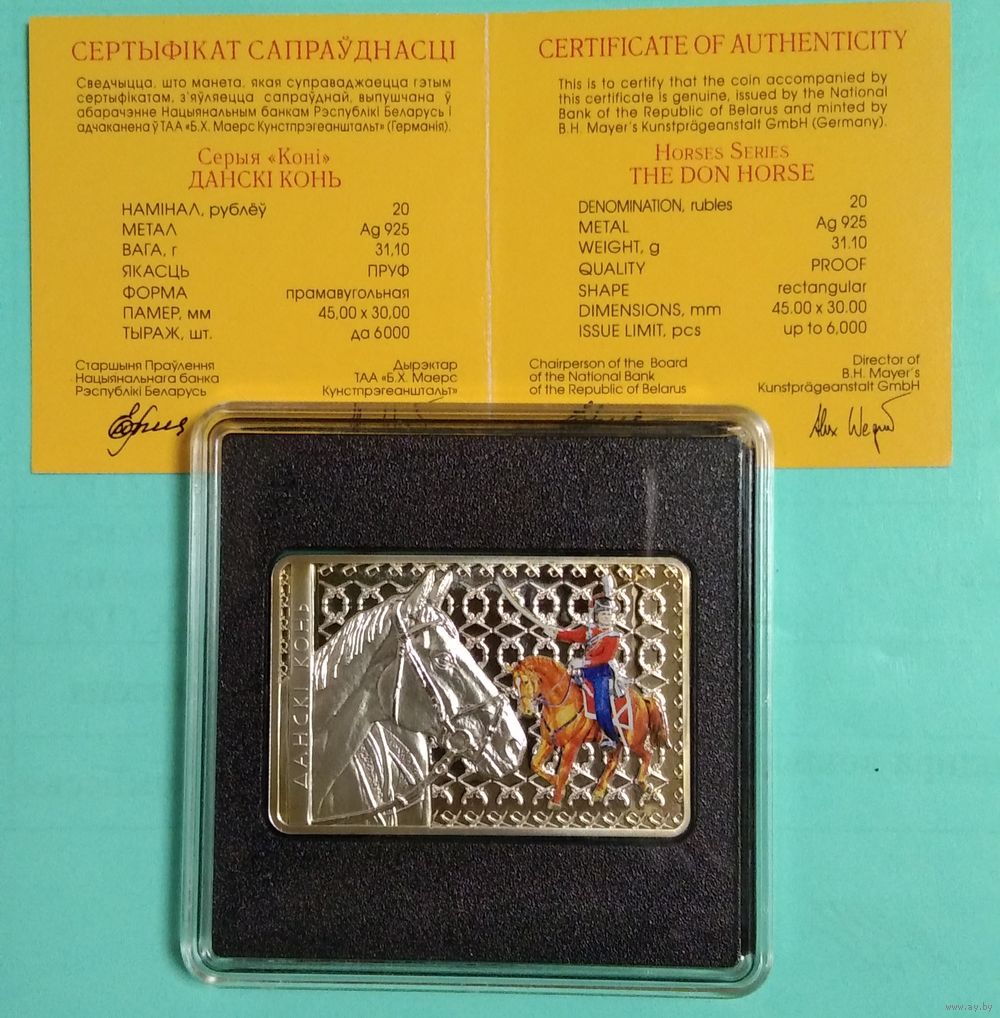 СЕРТЫФІКАТ САПРАЎДНАСЦІ
Сведчыцца, што манета, якая суправаджаецца гэтым
сертыфікатам, з'яўляецца сапраўднай, выпушчана ў
абарачэнне Нацыянальным банкам Рэспублікі Беларусь і
адчаканена ў ТАА «Б.Х. Маерс Кунстпрэгеанштальт» (Германія).
Серыя «Коні»
ДАНСКІ КОНЬ
НАМІНАЛ, рублёў 20
МЕТАЛ Ag 925
ВАГА, г 31,10
ЯКАСЦЬ ПРУФ
ФОРМА прамавугольная
ПАМЕР, мм 45,00 x 30,00
ТЫРАЖ, шт. да 6000
Старшыня Праўлення
Нацыянальнага банка
Рэспублікі Беларусь
Дырэктар
ТАА «Б.Х. Маерс
Кунстпрэгеанштальт»
CERTIFICATE OF AUTHENTICITY
This is to certify that the coin accompanied by
this certificate is genuine, issued by the National
Bank of the Republic of Belarus and minted by
B.H. Mayer's Kunstprägeanstalt GmbH (Germany).
HORSES SERIES
THE DON HORSE
DENOMINATION, rubles 20
METAL Ag 925
WEIGHT, g 31.10
QUALITY PROOF
SHAPE rectangular
DIMENSIONS, mm 45.00 x 30.00
ISSUE LIMIT, pcs up to 6,000
Chairperson of the Board
of the National Bank
of the Republic of Belarus
Director of
B.H. Mayer's
Kunstprägeanstalt GmbH
ДАНСКІ КОНЬ
www.ay.by